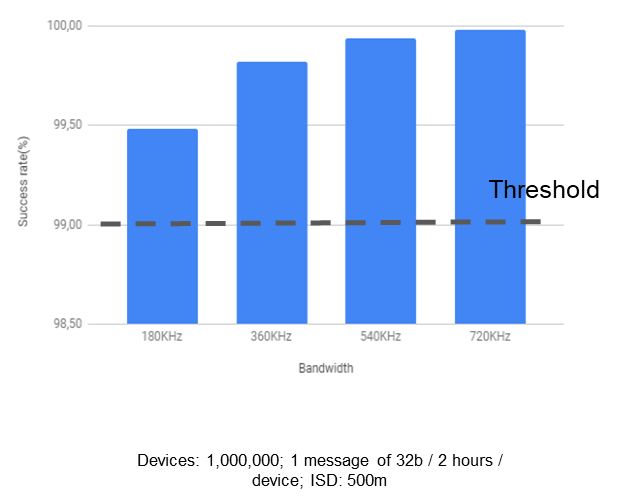 100,00
99,50
99,00
98,50
Success rate(%)
Threshold
180KHz 360KHz 540KHz 720KHz
Bandwidth
Devices: 1,000,000; 1 message of 32b / 2 hours /
device; ISD: 500m